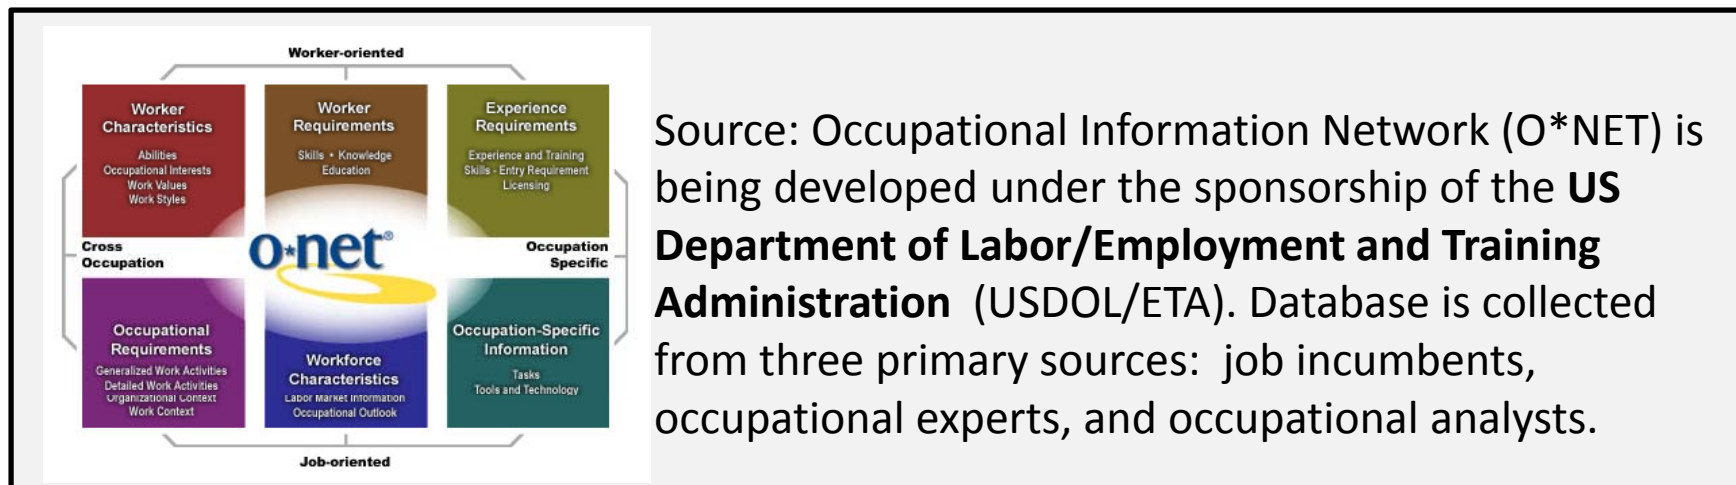 Worker-oriented
Worker
Characteristics
Abilities
Occupational Interests
Work Values
Work Styles
Worker
Requirements
Skills • Knowledge
Education
Experience
Requirements
Experience and Training
Skills - Entry Requirement
Licensing
Cross
Occupation
o*net®
Occupation
Specific
Occupational
Requirements
Generalized Work Activities
Detailed Work Activities
Organizational Context
Work Context
Workforce
Characteristics
Labor Market Information
Occupational Outlook
Occupation-Specific
Information
Tasks
Tools and Technology
Job-oriented
Source: Occupational Information Network (O*NET) is
being developed under the sponsorship of the US
Department of Labor/Employment and Training
Administration (USDOL/ETA). Database is collected
from three primary sources: job incumbents,
occupational experts, and occupational analysts.